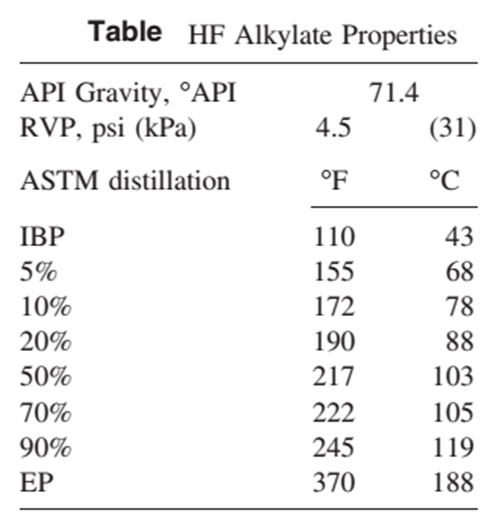 Table HF Alkylate Properties
API Gravity, °API 71.4
RVP, psi (kPa) 4.5 (31)
ASTM distillation °F °C
IBP 110 43
5% 155 68
10% 172 78
20% 190 88
50% 217 103
70% 222 105
90% 245 119
EP 370 188